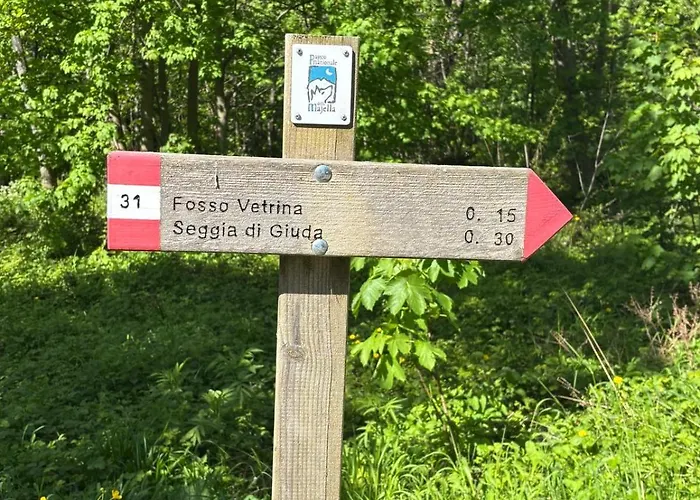 Parco
Nazionale
Majella
31
Fosso Vetrina 0. 15
Seggia di Giuda 0. 30